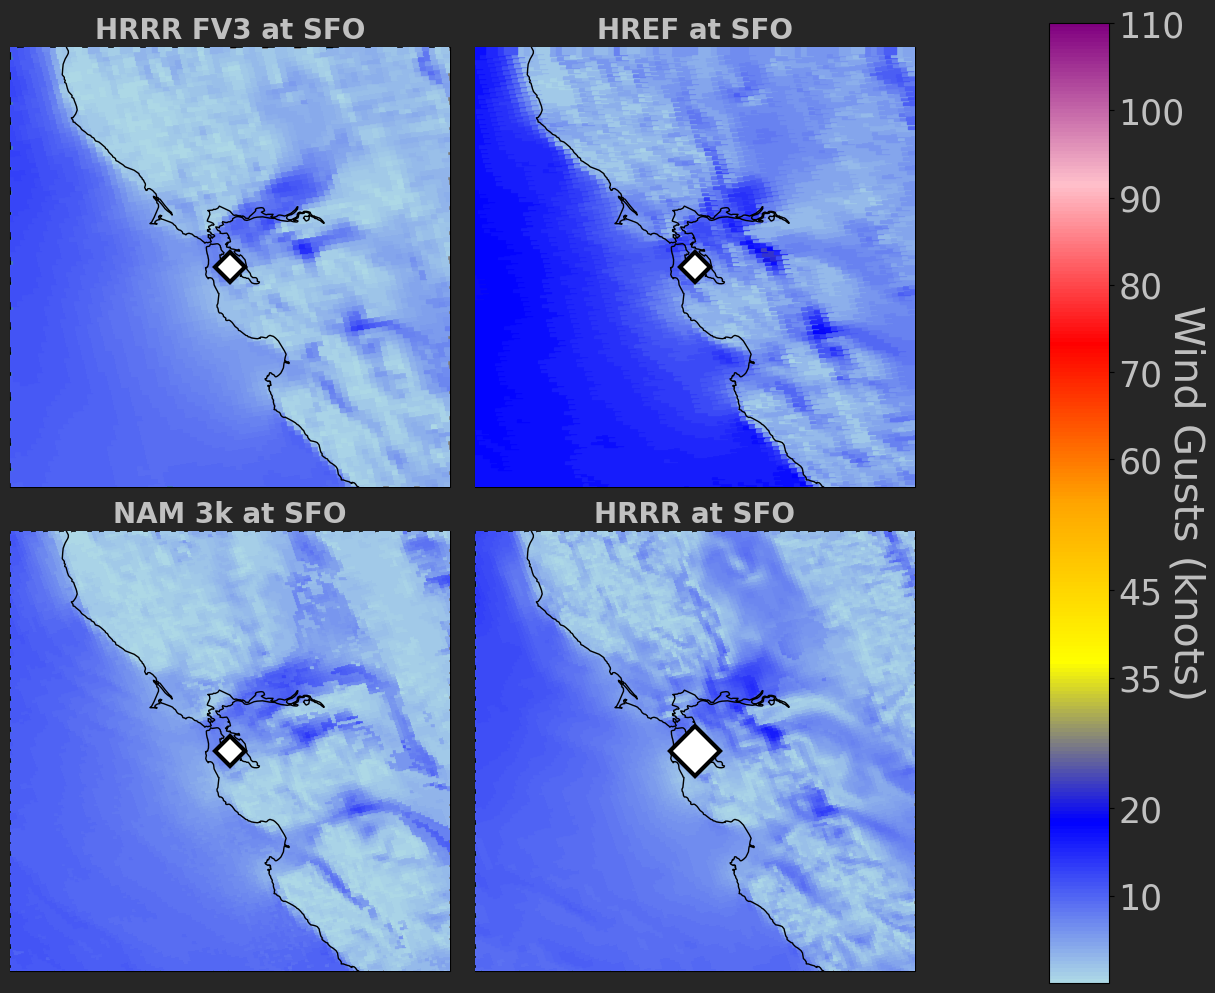 HRRR FV3 at SFO
HREF at SFO
NAM 3k at SFO
HRRR at SFO
110
100
90
80
70
60
45
35
20
10
Wind Gusts (knots)